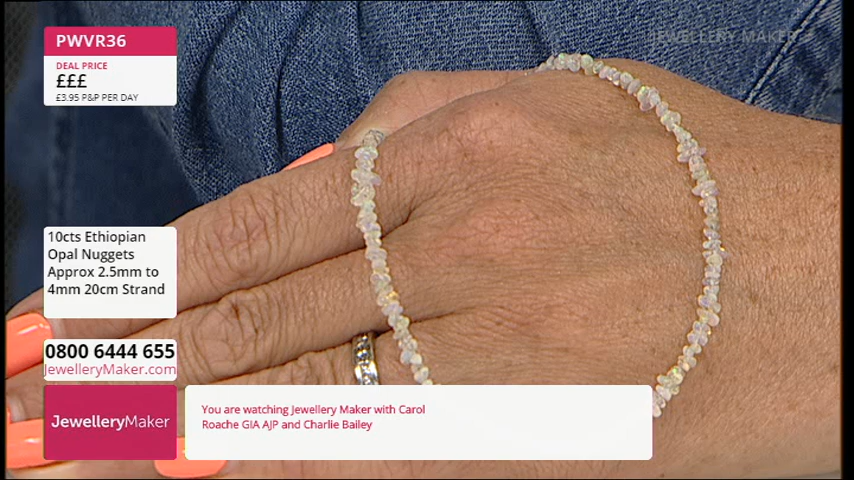 PWVR36
DEAL PRICE
£££
£3.95 P&P PER DAY
JEWELLERY MAKER
10cts Ethiopian
Opal Nuggets
Approx 2.5mm to
4mm 20cm Strand
0800 6444 655
JewelleryMaker.com
JewelleryMaker
You are watching Jewellery Maker with Carol
Roache GIA AJP and Charlie Bailey